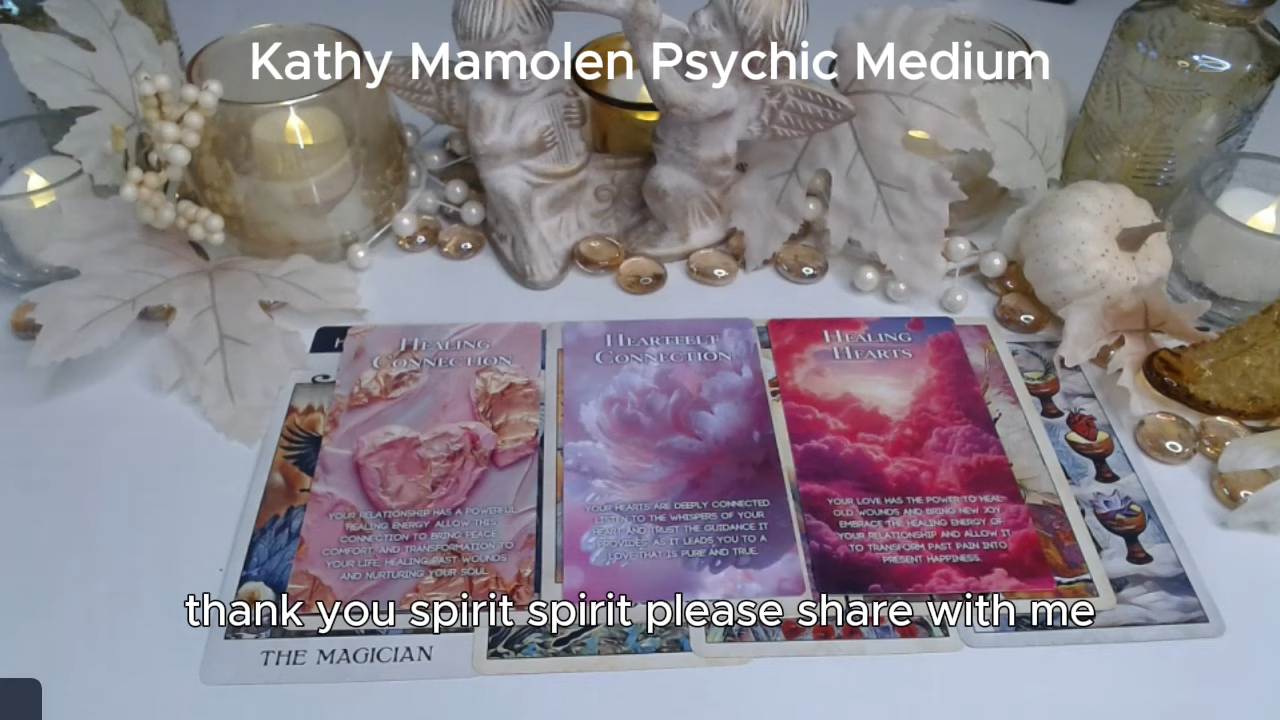 Kathy Mamolen Psychic Medium
HEALING
CONNECTION
YOUR RELATIONSHIP HAS A POWERFUL
HEALING ENERGY ALLOW THIS
CONNECTION TO BRING PEACE
COMFORT AND TRANSFORMATION TO
YOUR LIFE, HEALING PAST WOUNDS
AND NURTURING YOUR SOUL.
HEARTFELT
CONNECTION
YOUR HEARTS ARE DEEPLY CONNECTED
LISTEN TO THE WHISPERS OF YOUR
HEART AND TRUST THE GUIDANCE IT
PROVIDES, AS IT LEADS YOU TO A
LOVE THAT IS PURE AND TRUE.
HEALING
HEARTS
YOUR LOVE HAS THE POWER TO HEAL
OLD WOUNDS AND BRING NEW JOY
EMBRACE THE HEALING ENERGY OF
YOUR RELATIONSHIP AND ALLOW IT
TO TRANSFORM PAST PAIN INTO
PRESENT HAPPINESS.
thank you spirit spirit please share with me
THE MAGICIAN